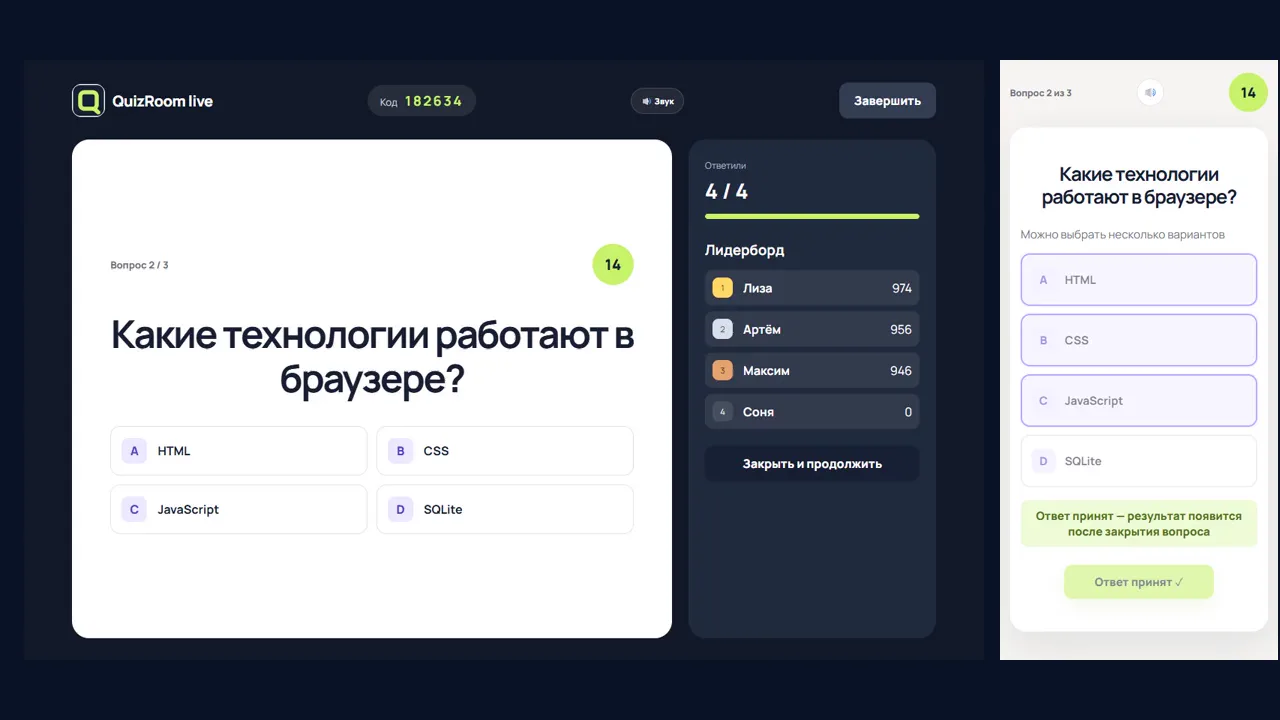 QuizRoom live
Код 182634
Звук
Завершить
Вопрос 2 / 3
14
Какие технологии работают в
браузере?
A HTML
B CSS
C JavaScript
D SQLite
Ответили
4 / 4
Лидерборд
1 Лиза 974
2 Артём 956
3 Максим 946
4 Соня 0
Закрыть и продолжить
Вопрос 2 из 3
14
Какие технологии
работают в браузере?
Можно выбрать несколько вариантов
A HTML
B CSS
C JavaScript
D SQLite
Ответ принят — результат появится
после закрытия вопроса
Ответ принят ✓